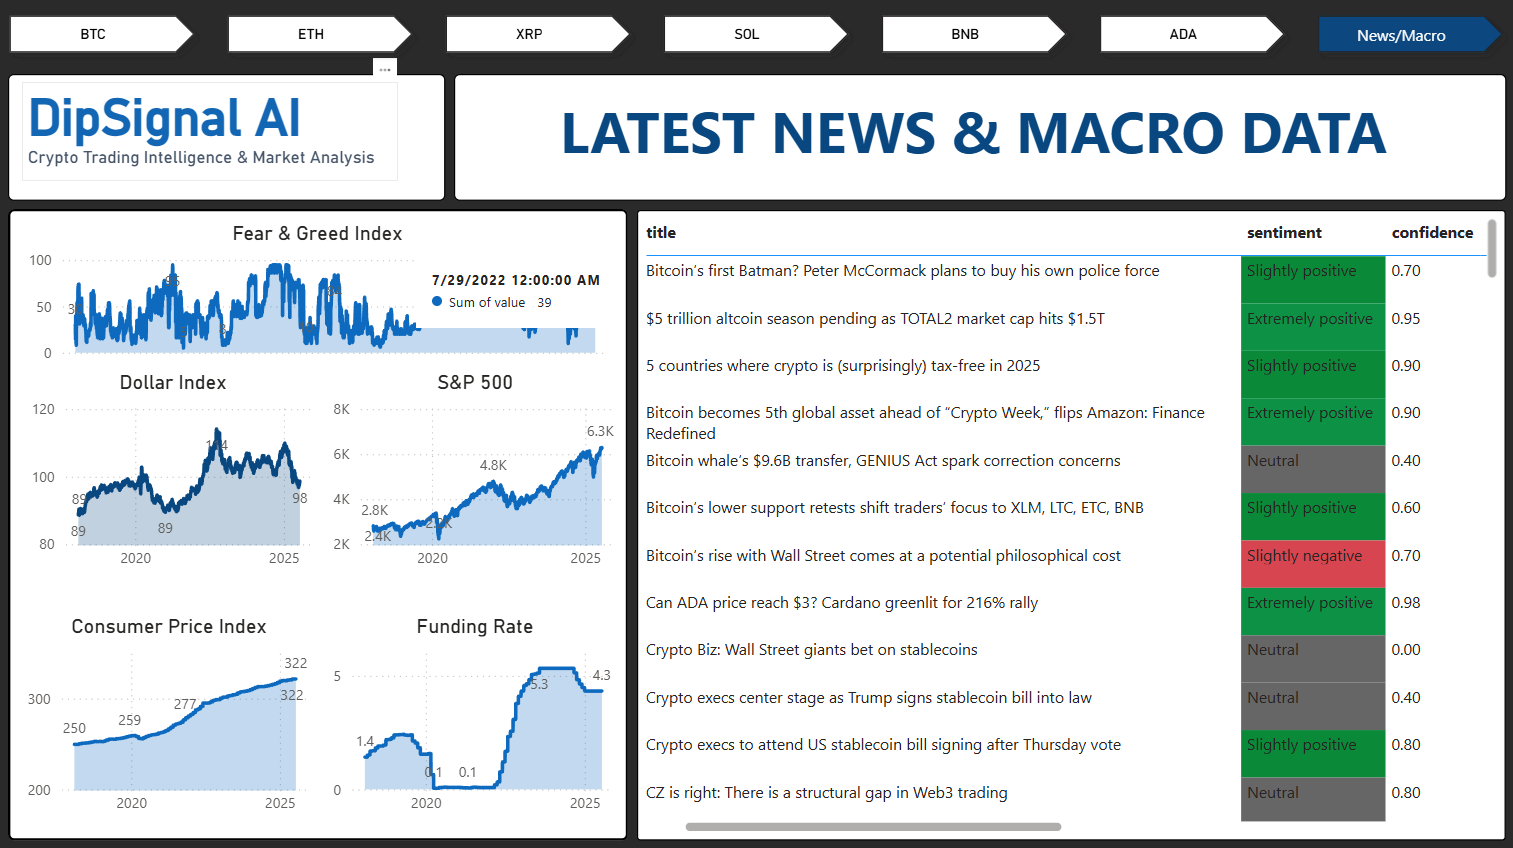 BTC
ETH
XRP
SOL
BNB
ADA
News/Macro
DipSignal AI
Crypto Trading Intelligence & Market Analysis
LATEST NEWS & MACRO DATA
Fear & Greed Index
100
50
0
7/29/2022 12:00:00 AM
Sum of value 39
Dollar Index
120
100
80
89
89
89
114
98
2020
2025
S&P 500
8K
6K
4K
2K
2.8K
2.4K
4.8K
6.3K
2020
2025
Consumer Price Index
300
200
250
259
277
322
322
2020
2025
Funding Rate
5
0
1.4
0.1
0.1
5.3
4.3
2020
2025
title sentiment confidence
Bitcoin’s first Batman? Peter McCormack plans to buy his own police force Slightly positive 0.70
$5 trillion altcoin season pending as TOTAL2 market cap hits $1.5T Extremely positive 0.95
5 countries where crypto is (surprisingly) tax-free in 2025 Slightly positive 0.90
Bitcoin becomes 5th global asset ahead of “Crypto Week,” flips Amazon: Finance Extremely positive 0.90
Redefined
Bitcoin whale’s $9.6B transfer, GENIUS Act spark correction concerns Neutral 0.40
Bitcoin’s lower support retests shift traders’ focus to XLM, LTC, ETC, BNB Slightly positive 0.60
Bitcoin’s rise with Wall Street comes at a potential philosophical cost Slightly negative 0.70
Can ADA price reach $3? Cardano greenlit for 216% rally Extremely positive 0.98
Crypto Biz: Wall Street giants bet on stablecoins Neutral 0.00
Crypto execs center stage as Trump signs stablecoin bill into law Neutral 0.40
Crypto execs to attend US stablecoin bill signing after Thursday vote Slightly positive 0.80
CZ is right: There is a structural gap in Web3 trading Neutral 0.80